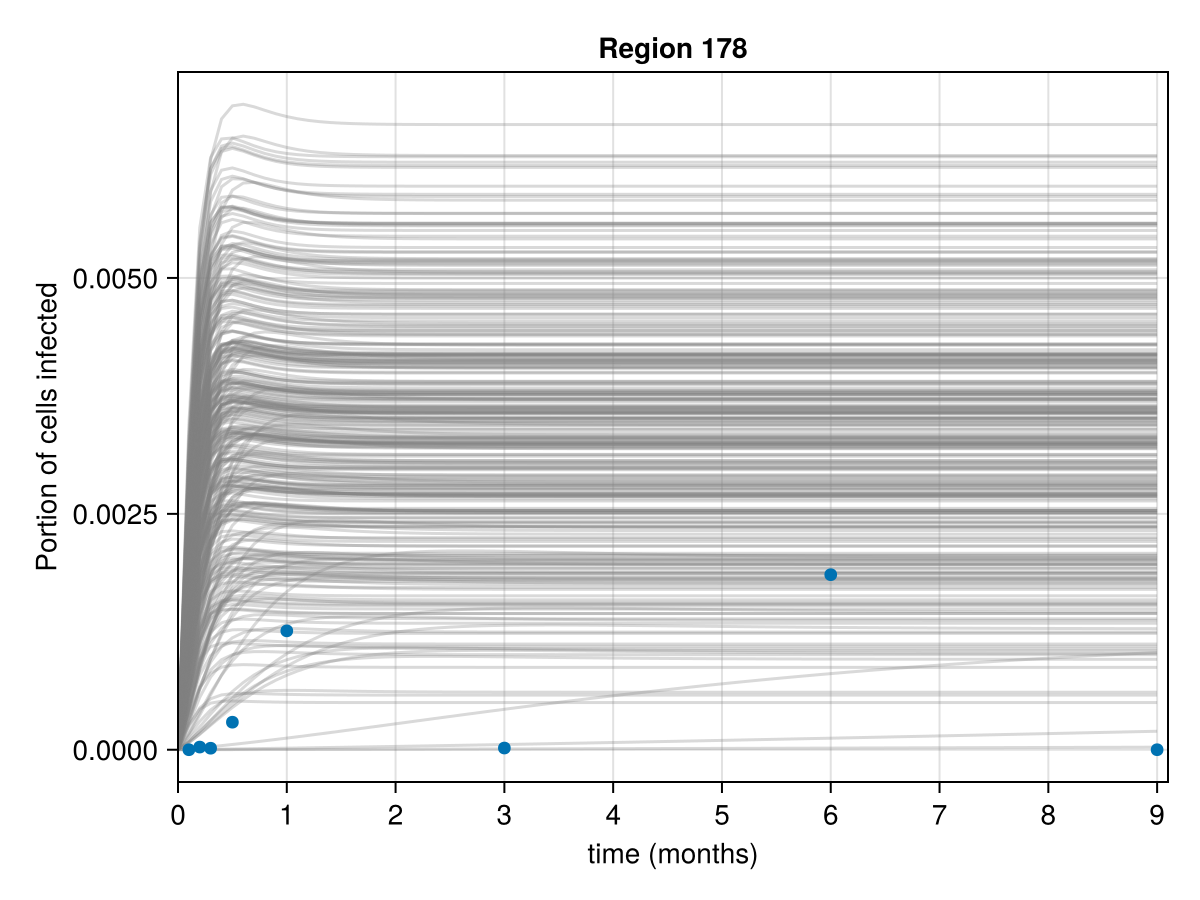 Region 178
Portion of cells infected
0.0050
0.0025
0.0000
0 1 2 3 4 5 6 7 8 9
time (months)